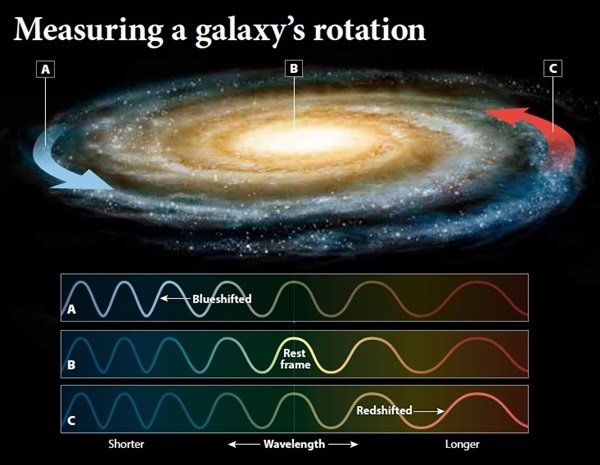 Measuring a galaxy's rotation
A B C
A Blueshifted
B Rest
frame
C Redshifted
Shorter Wavelength Longer